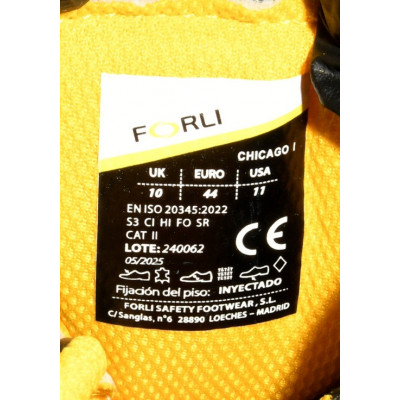 FORLI
CHICAGO I
UK EURO USA
10 44 11
EN ISO 20345:2022
S3 CI HI FO SR
CAT II
LOTE: 240062
05/2025
CE
Fijación del piso: INYECTADO
FORLI SAFETY FOOTWEAR, S.L.
C/ Sanglas, nº6 28890 LOECHES – MADRID